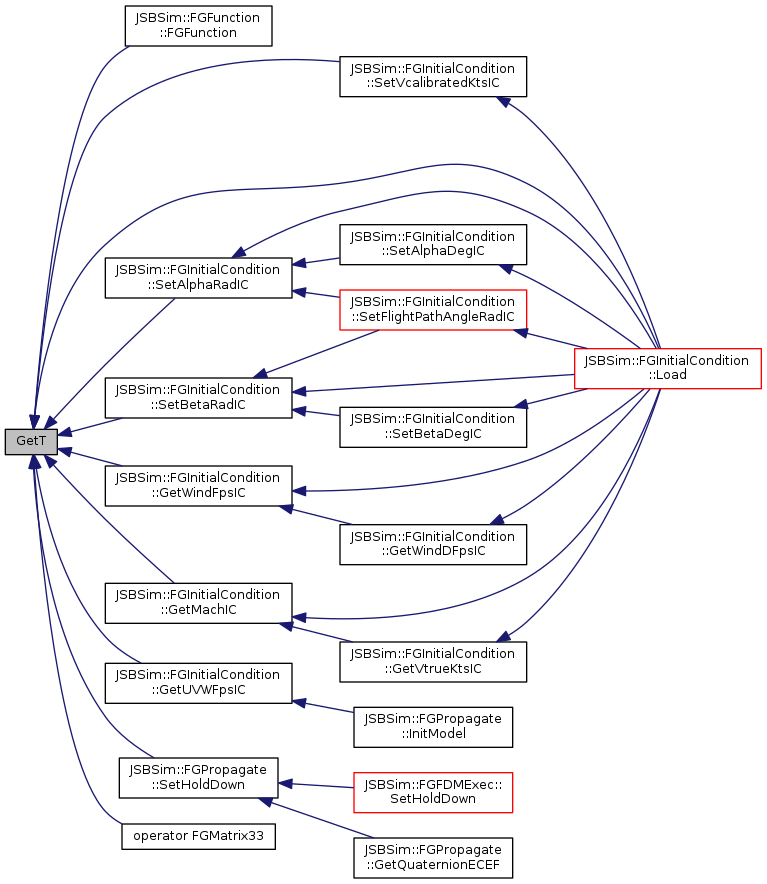 JSBSim::FGFunction
::FGFunction
JSBSim::FGInitialCondition
::SetVcalibratedKtsIC
JSBSim::FGInitialCondition
::SetAlphaDegIC
JSBSim::FGInitialCondition
::SetAlphaRadIC
JSBSim::FGInitialCondition
::SetFlightPathAngleRadIC
JSBSim::FGInitialCondition
::Load
JSBSim::FGInitialCondition
::SetBetaRadIC
JSBSim::FGInitialCondition
::SetBetaDegIC
GetT
JSBSim::FGInitialCondition
::GetWindFpsIC
JSBSim::FGInitialCondition
::GetWindDFpsIC
JSBSim::FGInitialCondition
::GetMachIC
JSBSim::FGInitialCondition
::GetVtrueKtsIC
JSBSim::FGInitialCondition
::GetUVWFpsIC
JSBSim::FGPropagate
::InitModel
JSBSim::FGPropagate
::SetHoldDown
JSBSim::FGFDMExec::
SetHoldDown
operator FGMatrix33
JSBSim::FGPropagate
::GetQuaternionECEF